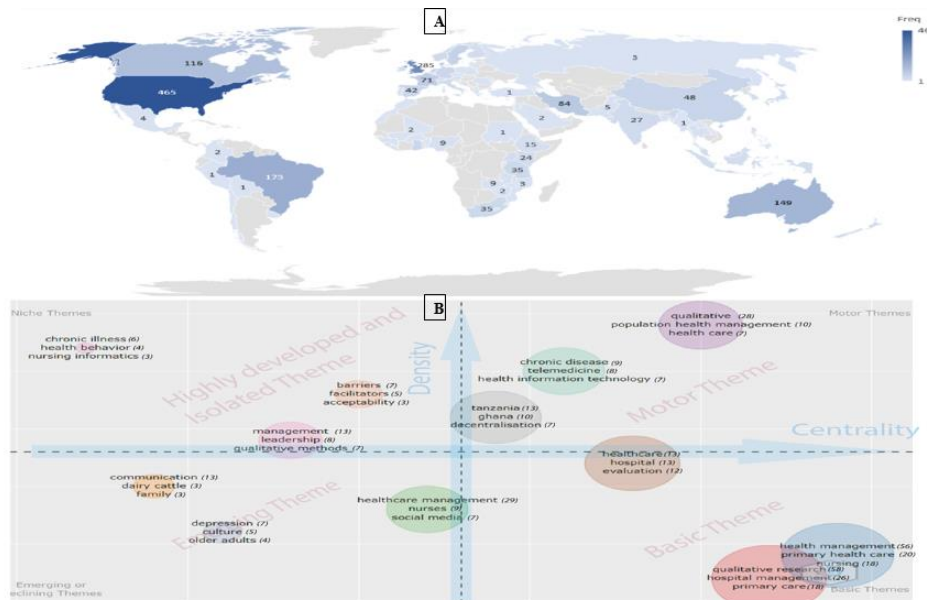 A
Freq
465
116
4
2
1
173
1
285
71
42
1
2
9
2
1
15
24
35
9
2
3
35
84
5
27
48
1
149
1
B
Niche Themes
Motor Themes
chronic illness (6)
health behavior (4)
nursing informatics (3)
Highly developed and
Isolated Theme
Density
qualitative (28)
population health management (10)
health care (7)
chronic disease (9)
telemedicine (8)
health information technology (7)
Motor Theme
barriers (7)
facilitators (5)
acceptability (3)
tanzania (13)
ghana (10)
decentralisation (7)
management (13)
leadership (8)
qualitative methods (7)
Centrality
healthcare (13)
hospital (13)
evaluation (12)
communication (13)
dairy cattle (3)
family (3)
healthcare management (29)
nurses (9)
social media (7)
depression (7)
culture (5)
older adults (4)
Theme
Basic Theme
health management (56)
primary health care (20)
nursing (18)
qualitative research (58)
hospital management (26)
primary care (18)
Emerging or
eclining Themes
Basic Themes